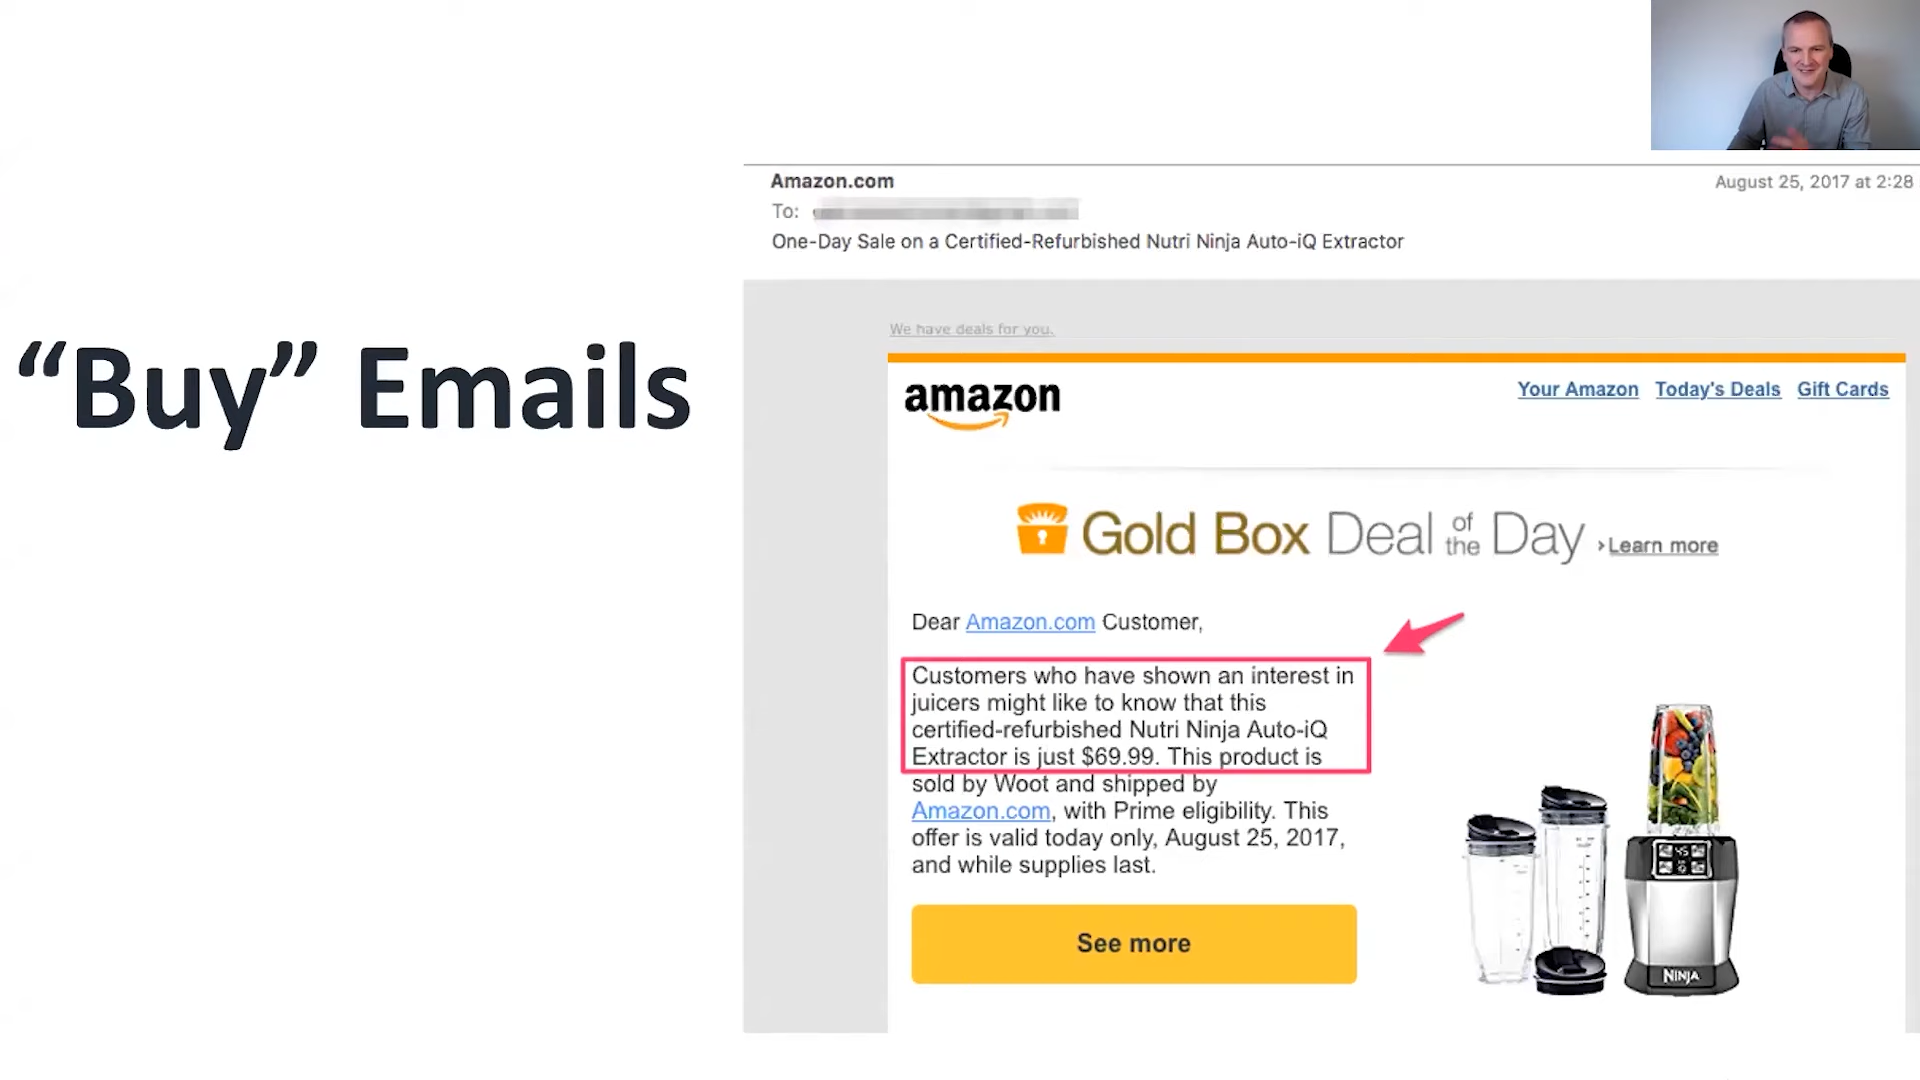 “Buy” Emails
Amazon.com
August 25, 2017 at 2:28
To:
One-Day Sale on a Certified-Refurbished Nutri Ninja Auto-iQ Extractor
We have deals for you.
amazon
Your Amazon Today's Deals Gift Cards
Gold Box Deal of the Day › Learn more
Dear Amazon.com Customer,
Customers who have shown an interest in
juicers might like to know that this
certified-refurbished Nutri Ninja Auto-iQ
Extractor is just $69.99. This product is
sold by Woot and shipped by
Amazon.com, with Prime eligibility. This
offer is valid today only, August 25, 2017,
and while supplies last.
See more
NINJA